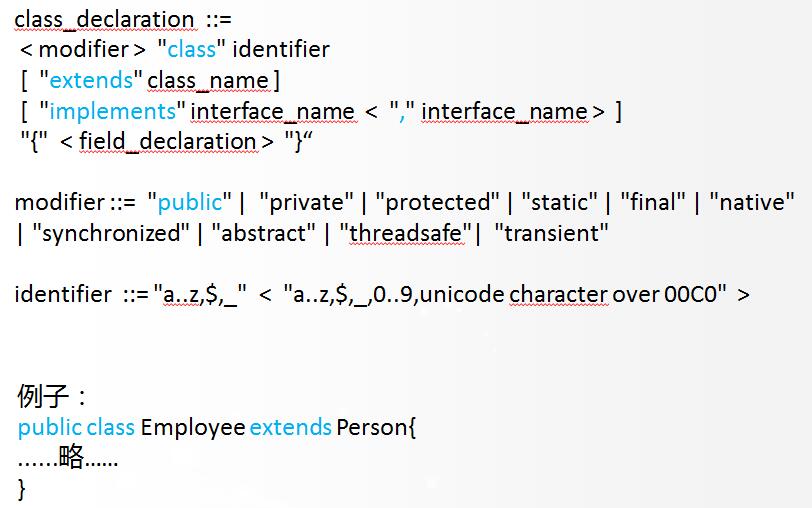 class_declaration ::=
< modifier > "class" identifier
[ "extends" class_name ]
[ "implements" interface_name < "," interface_name > ]
"{" < field_declaration > "}“
modifier ::= "public" | "private" | "protected" | "static" | "final" | "native"
| "synchronized" | "abstract" | "threadsafe" | "transient"
identifier ::= "a..z,$,_" < "a..z,$,_,0..9,unicode character over 00C0" >
例子：
public class Employee extends Person{
......略......
}